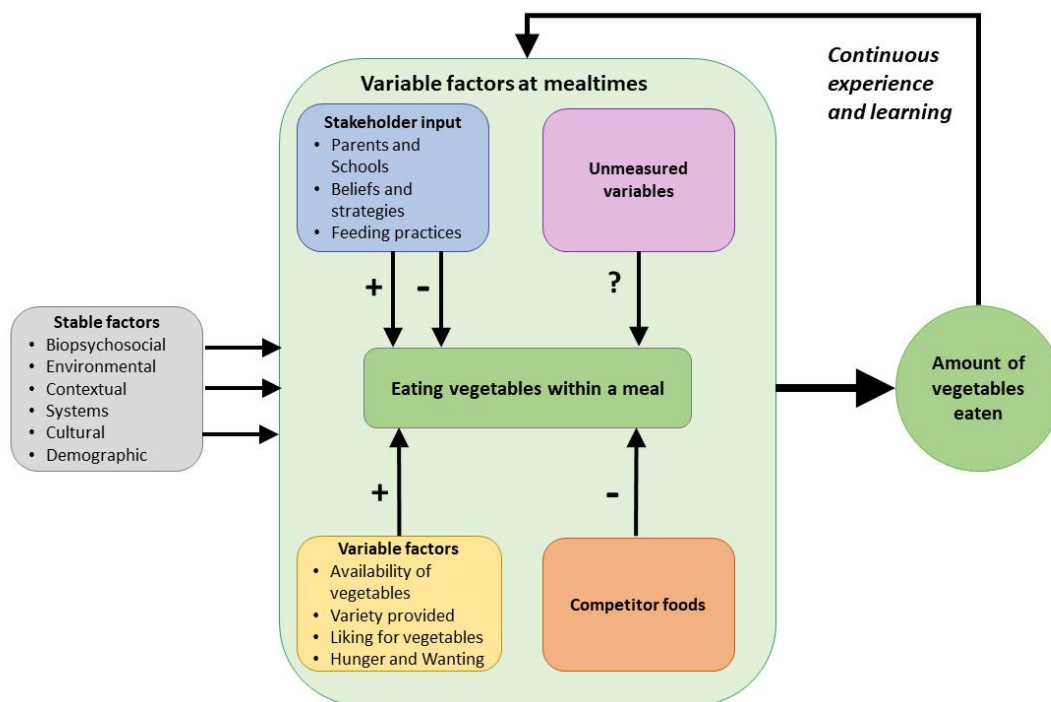 Continuous
experience
and learning
Variable factors at mealtimes
Stakeholder input
• Parents and
Schools
• Beliefs and
strategies
• Feeding practices
Unmeasured
variables
+
-
?
Stable factors
• Biopsychosocial
• Environmental
• Contextual
• Systems
• Cultural
• Demographic
Eating vegetables within a meal
Amount of
vegetables
eaten
+
-
Variable factors
• Availability of
vegetables
• Variety provided
• Liking for vegetables
• Hunger and Wanting
Competitor foods